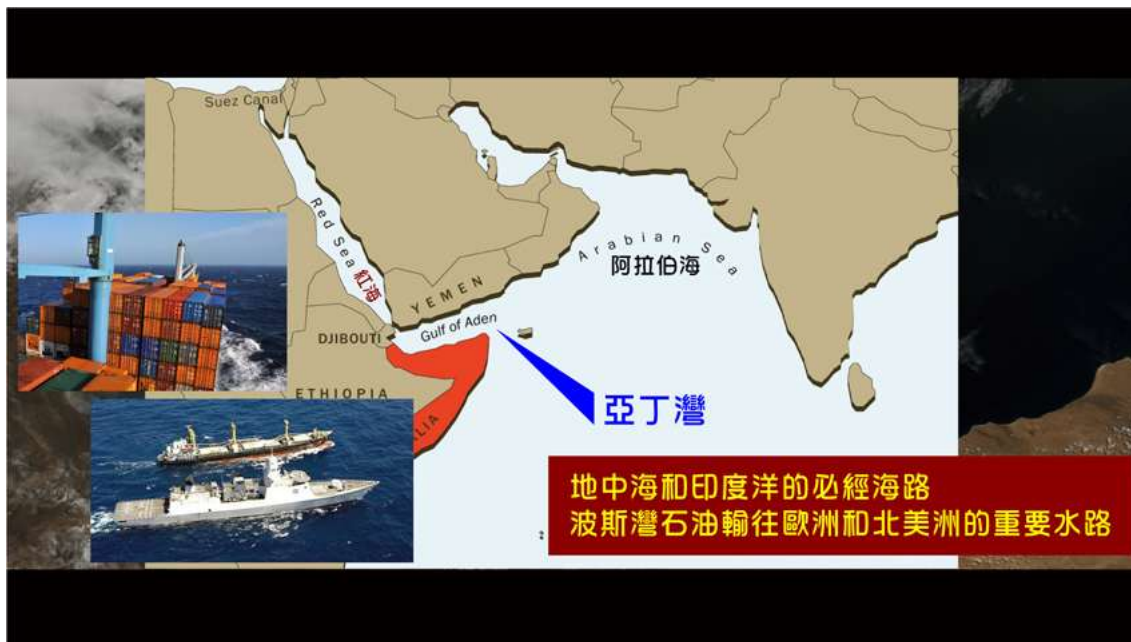 Suez Canal
Red Sea 紅海
Arabian Sea
阿拉伯海
YEMEN
Gulf of Aden
DJIBOUTI
ETHIOPIA
ALIA
亞丁灣
地中海和印度洋的必經海路
波斯灣石油輸往歐洲和北美洲的重要水路